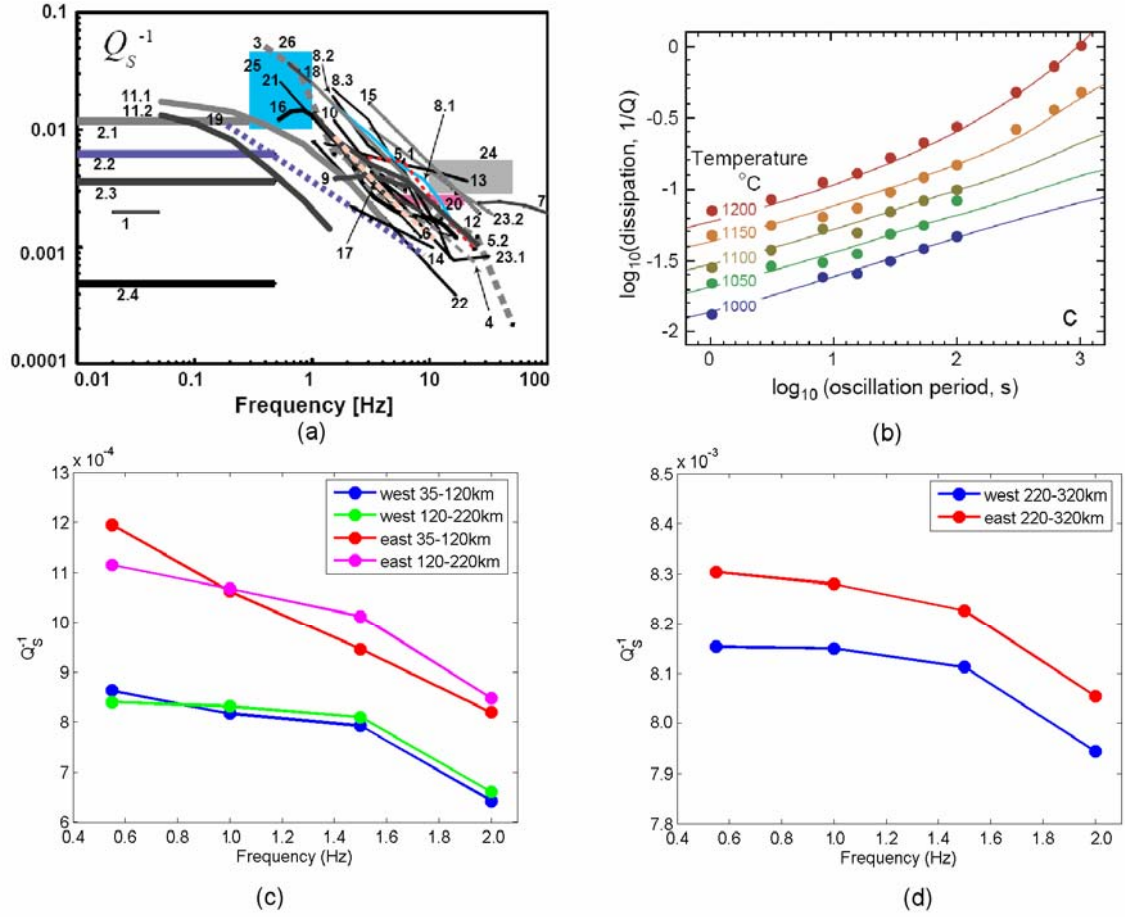 0.1
0.01
0.001
0.0001
Q_S^-1
3
26
25
18
8.2
8.3
21
10
15
16
8.1
11.1
11.2
19
2.1
5.1
24
2.2
9
13
2.3
20
7
1
12
23.2
17
6
5.2
14
23.1
2.4
22
4
0.01 0.1 1 10 100
Frequency [Hz]
(a)
log10(dissipation, 1/Q)
0
-0.5
-1
-1.5
-2
Temperature
°C
1200
1150
1100
1050
1000
C
0 1 2 3
log10 (oscillation period, s)
(b)
x 10^-4
13
12
11
10
9
8
7
6
Q_S^-1
west 35-120km
west 120-220km
east 35-120km
east 120-220km
0.4 0.6 0.8 1.0 1.2 1.4 1.6 1.8 2.0
Frequency (Hz)
(c)
x 10^-3
8.5
8.4
8.3
8.2
8.1
8.0
7.9
7.8
Q_S^-1
west 220-320km
east 220-320km
0.4 0.6 0.8 1.0 1.2 1.4 1.6 1.8 2.0
Frequency (Hz)
(d)